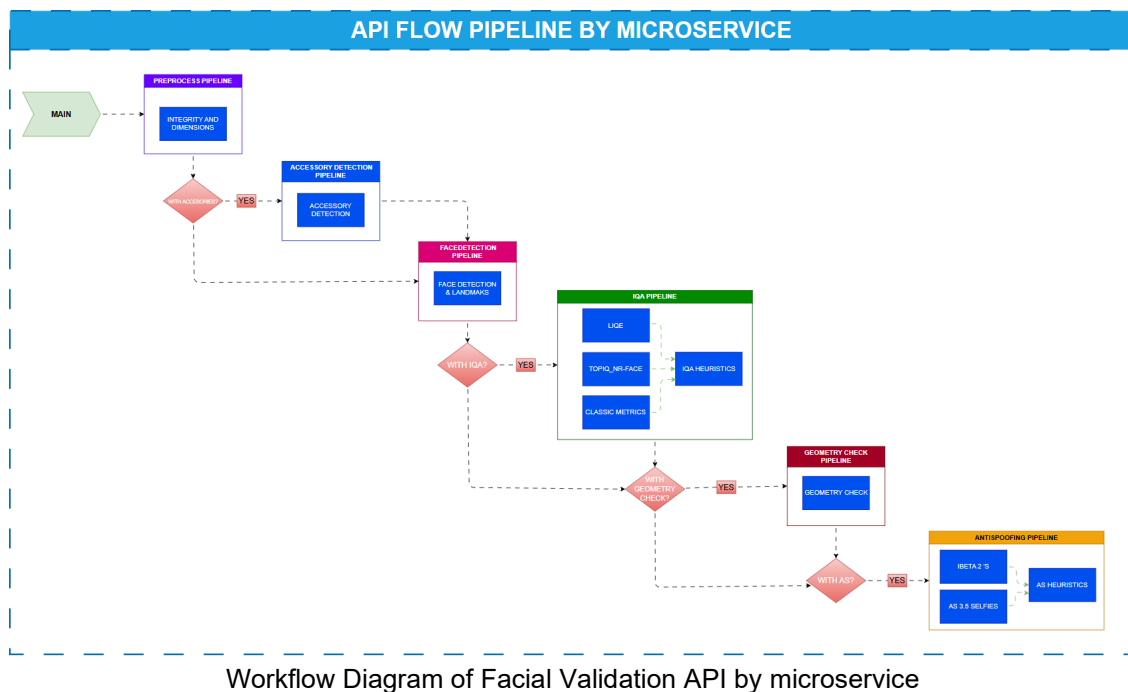 API FLOW PIPELINE BY MICROSERVICE
PREPROCESS PIPELINE
MAIN
INTEGRITY AND
DIMENSIONS
ACCESSORY DETECTION
PIPELINE
WITH ACCESORIES?
YES
ACCESSORY
DETECTION
FACEDETECTION
PIPELINE
FACE DETECTION
& LANDMAKS
IQA PIPELINE
LIQE
WITH IQA?
YES
TOPIQ_NR-FACE
IQA HEURISTICS
CLASSIC METRICS
GEOMETRY CHECK
PIPELINE
WITH
GEOMETRY
CHECK?
YES
GEOMETRY CHECK
ANTISPOOFING PIPELINE
IBETA 2 'S
WITH AS?
YES
AS HEURISTICS
AS 3.5 SELFIES
Workflow Diagram of Facial Validation API by microservice